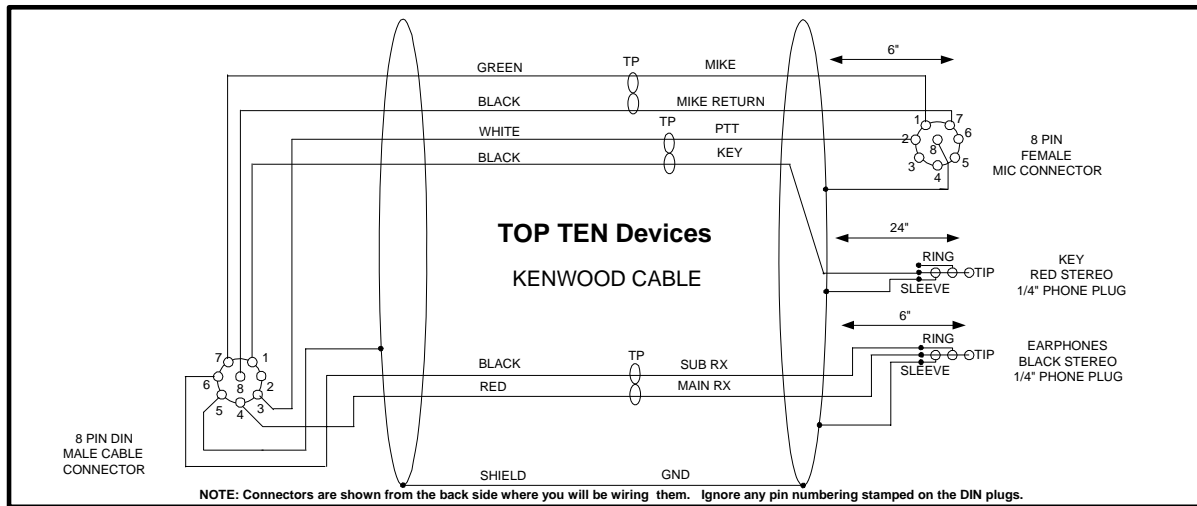 6"
GREEN TP MIKE
BLACK MIKE RETURN
TP
WHITE PTT
BLACK KEY
1 7
2 8 6
3 5
4
8 PIN
FEMALE
MIC CONNECTOR
TOP TEN Devices
KENWOOD CABLE
24"
RING
TIP
SLEEVE
KEY
RED STEREO
1/4" PHONE PLUG
6"
RING
TIP
SLEEVE
EARPHONES
BLACK STEREO
1/4" PHONE PLUG
BLACK TP SUB RX
RED MAIN RX
7 1
6 8 2
5 4 3
8 PIN DIN
MALE CABLE
CONNECTOR
SHIELD GND
NOTE: Connectors are shown from the back side where you will be wiring them. Ignore any pin numbering stamped on the DIN plugs.